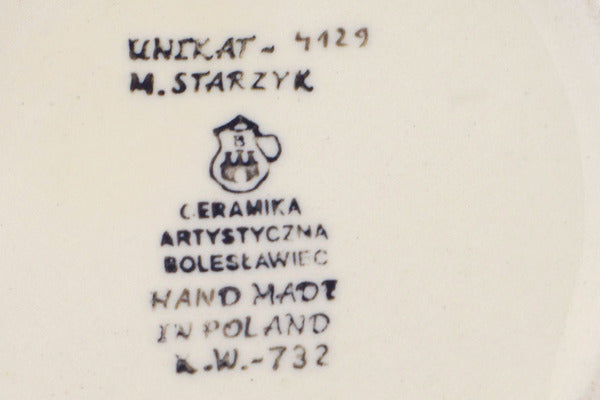 UNIKAT - 4129
M. STARZYK
B
CERAMIKA
ARTYSTYCZNA
BOLESŁAWIEC
HAND MADE
IN POLAND
K.W.-732